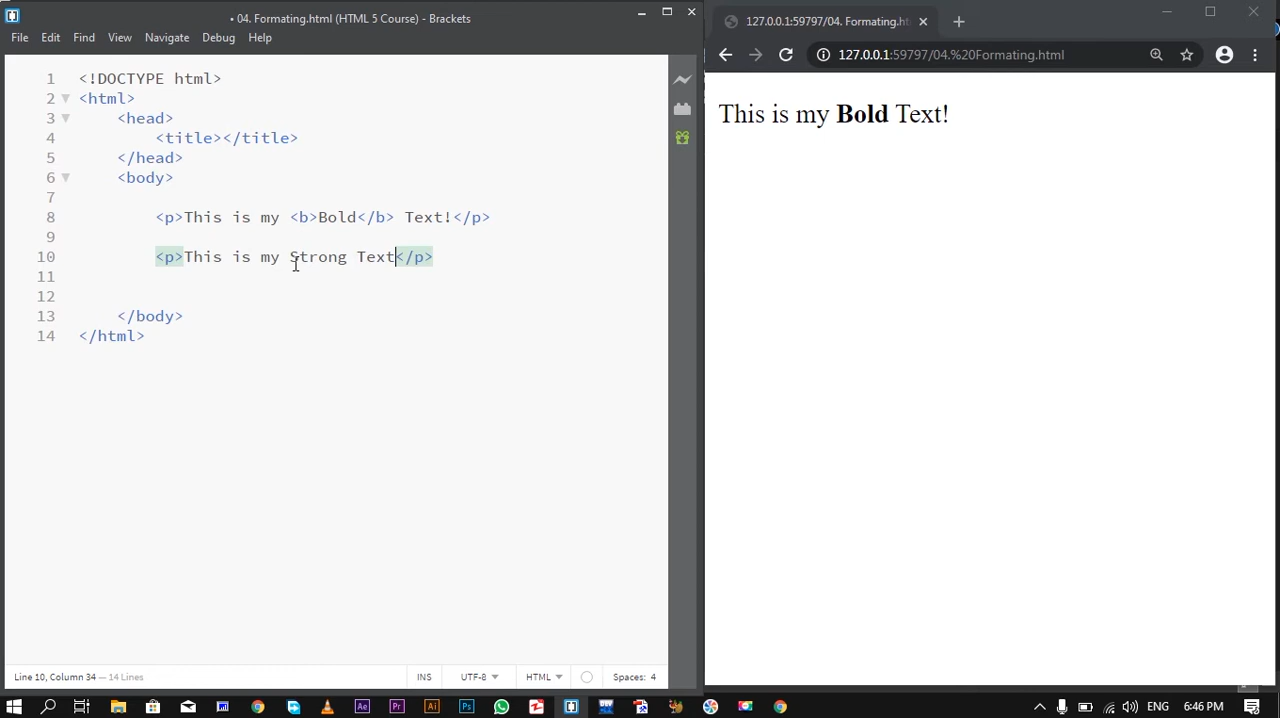 • 04. Formating.html (HTML 5 Course) - Brackets
File Edit Find View Navigate Debug Help
1 <!DOCTYPE html>
2 <html>
3 <head>
4 <title></title>
5 </head>
6 <body>
7
8 <p>This is my <b>Bold</b> Text!</p>
9
10 <p>This is my Strong Text</p>
11
12
13 </body>
14 </html>
Line 10, Column 34 — 14 Lines
INS UTF-8 HTML Spaces: 4
127.0.0.1:59797/04. Formating.ht
127.0.0.1:59797/04.%20Formating.html
This is my Bold Text!
Ae Pr Ai Ps
ENG 6:46 PM